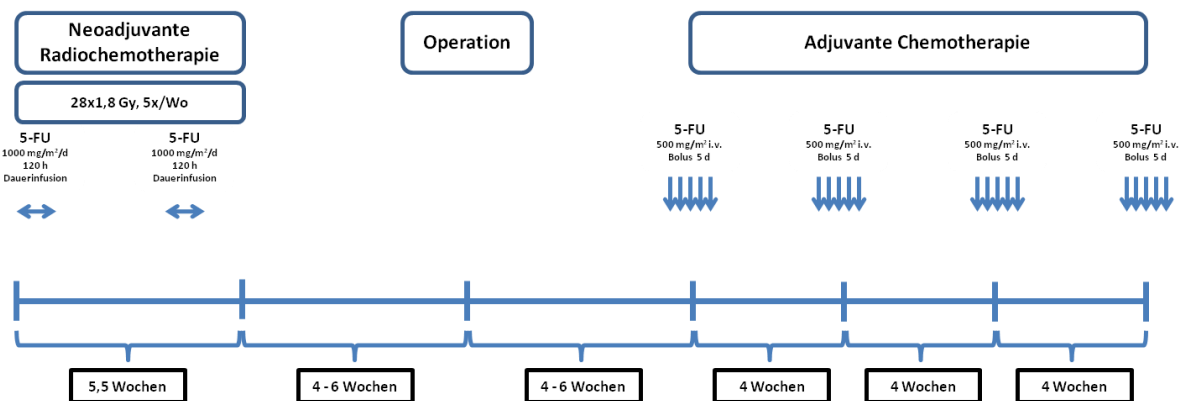 Neoadjuvante
Radiochemotherapie
Operation
Adjuvante Chemotherapie
28x1,8 Gy, 5x/Wo
5-FU
1000 mg/m²/d
120 h
Dauerinfusion
5-FU
1000 mg/m²/d
120 h
Dauerinfusion
5-FU
500 mg/m² i.v.
Bolus 5 d
5-FU
500 mg/m² i.v.
Bolus 5 d
5-FU
500 mg/m² i.v.
Bolus 5 d
5-FU
500 mg/m² i.v.
Bolus 5 d
5,5 Wochen
4 - 6 Wochen
4 - 6 Wochen
4 Wochen
4 Wochen
4 Wochen